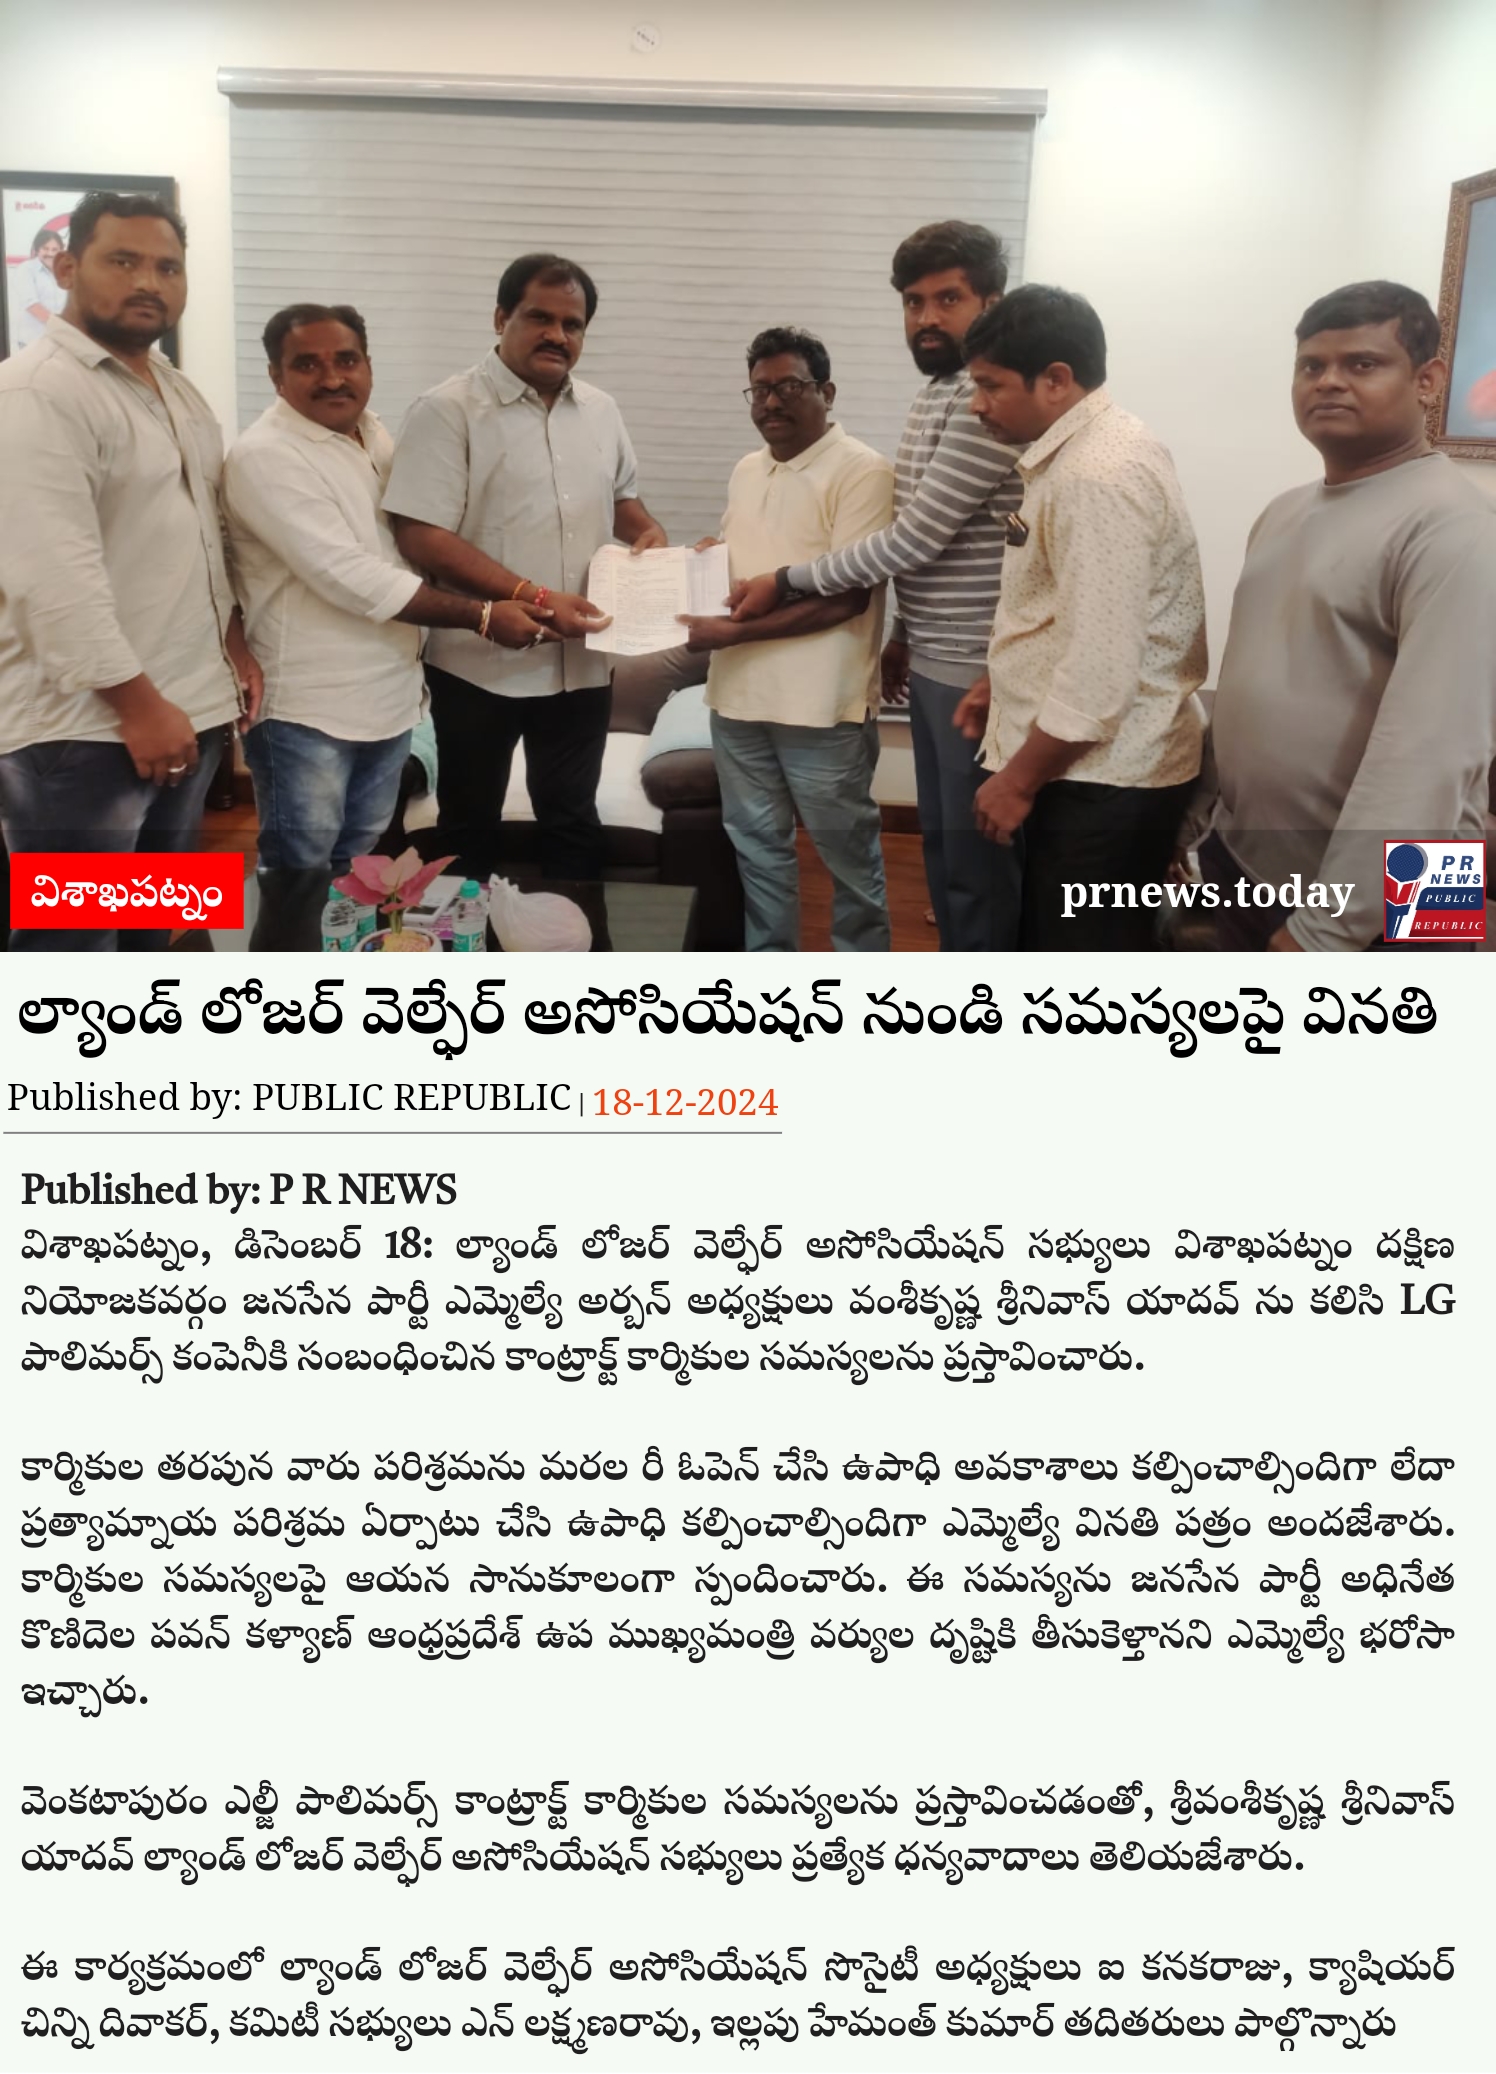 విశాఖపట్నం
prnews.today
PR
NEWS
PUBLIC
REPUBLIC
ల్యాండ్ లోజర్ వెల్ఫేర్ అసోసియేషన్ నుండి సమస్యలపై వినతి
Published by: PUBLIC REPUBLIC | 18-12-2024
Published by: P R NEWS
విశాఖపట్నం, డిసెంబర్ 18: ల్యాండ్ లోజర్ వెల్ఫేర్ అసోసియేషన్ సభ్యులు విశాఖపట్నం దక్షిణ
నియోజకవర్గం జనసేన పార్టీ ఎమ్మెల్యే అర్బన్ అధ్యక్షులు వంశీకృష్ణ శ్రీనివాస్ యాదవ్ ను కలిసి LG
పాలిమర్స్ కంపెనీకి సంబంధించిన కాంట్రాక్ట్ కార్మికుల సమస్యలను ప్రస్తావించారు.
కార్మికుల తరపున వారు పరిశ్రమను మరల రీ ఓపెన్ చేసి ఉపాధి అవకాశాలు కల్పించాల్సిందిగా లేదా
ప్రత్యామ్నాయ పరిశ్రమ ఏర్పాటు చేసి ఉపాధి కల్పించాల్సిందిగా ఎమ్మెల్యే వినతి పత్రం అందజేశారు.
కార్మికుల సమస్యలపై ఆయన సానుకూలంగా స్పందించారు. ఈ సమస్యను జనసేన పార్టీ అధినేత
కొణిదెల పవన్ కళ్యాణ్ ఆంధ్రప్రదేశ్ ఉప ముఖ్యమంత్రి వర్యుల దృష్టికి తీసుకెళ్తానని ఎమ్మెల్యే భరోసా
ఇచ్చారు.
వెంకటాపురం ఎల్జీ పాలిమర్స్ కాంట్రాక్ట్ కార్మికుల సమస్యలను ప్రస్తావించడంతో, శ్రీవంశీకృష్ణ శ్రీనివాస్
యాదవ్ ల్యాండ్ లోజర్ వెల్ఫేర్ అసోసియేషన్ సభ్యులు ప్రత్యేక ధన్యవాదాలు తెలియజేశారు.
ఈ కార్యక్రమంలో ల్యాండ్ లోజర్ వెల్ఫేర్ అసోసియేషన్ సొసైటీ అధ్యక్షులు ఐ కనకరాజు, క్యాషియర్
చిన్ని దివాకర్, కమిటీ సభ్యులు ఎన్ లక్ష్మణరావు, ఇల్లపు హేమంత్ కుమార్ తదితరులు పాల్గొన్నారు